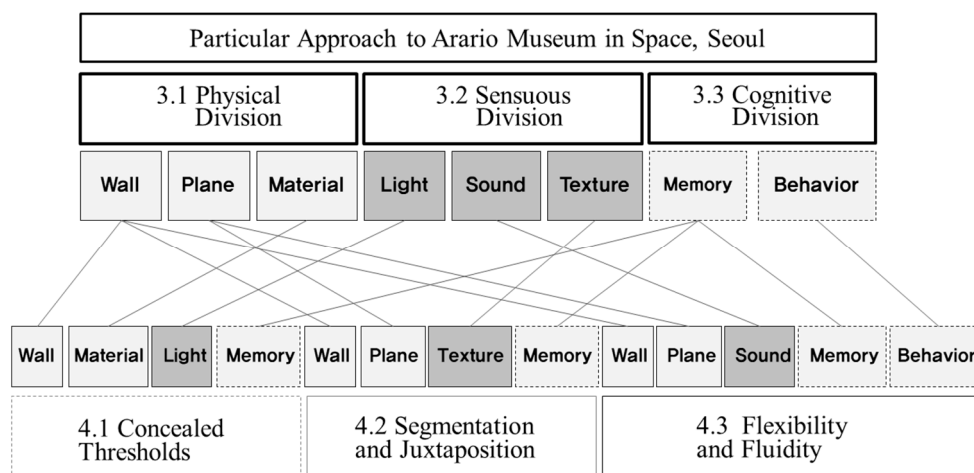 Particular Approach to Arario Museum in Space, Seoul
3.1 Physical
Division
3.2 Sensuous
Division
3.3 Cognitive
Division
Wall Plane Material Light Sound Texture Memory Behavior
Wall Material Light Memory Wall Plane Texture Memory Wall Plane Sound Memory Behavior
4.1 Concealed
Thresholds
4.2 Segmentation
and Juxtaposition
4.3 Flexibility
and Fluidity